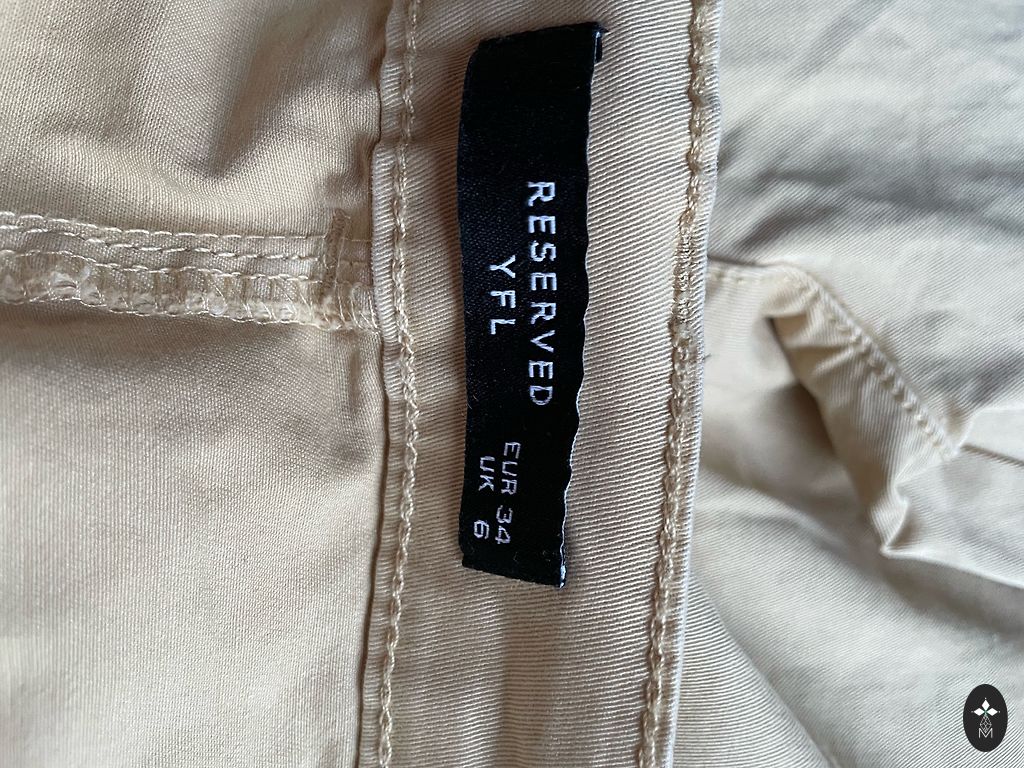 RESERVED
YFL
EUR 34
UK 6
M